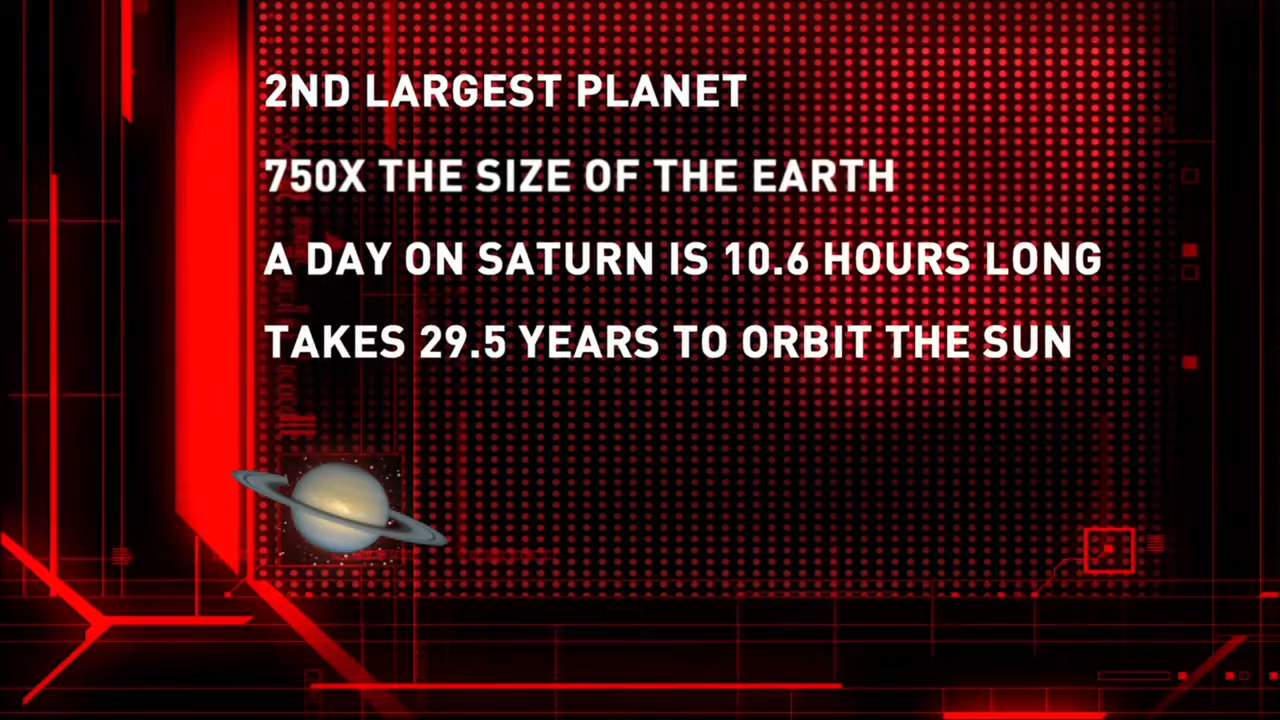 2ND LARGEST PLANET
750X THE SIZE OF THE EARTH
A DAY ON SATURN IS 10.6 HOURS LONG
TAKES 29.5 YEARS TO ORBIT THE SUN